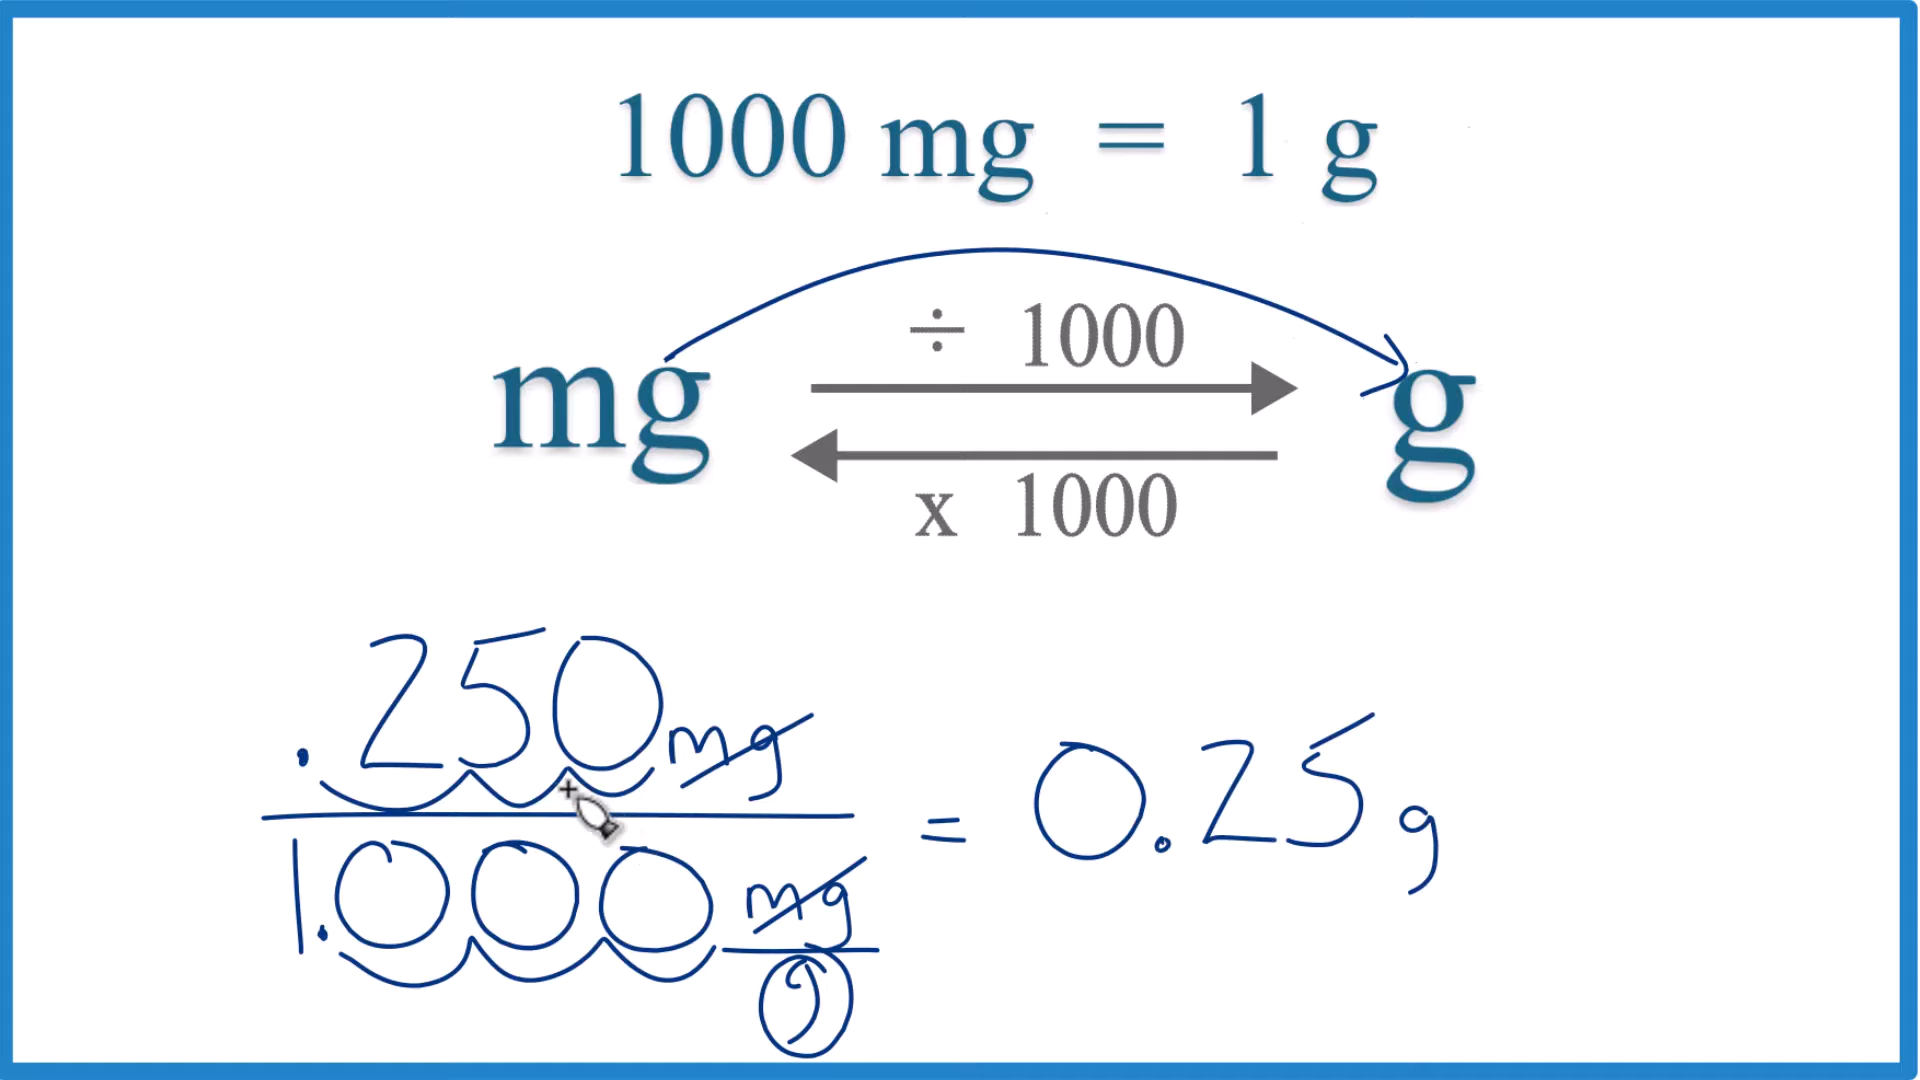 1000 mg = 1 g
÷ 1000
mg g
x 1000
.250 mg
1.000 mg
g
= 0.25 g